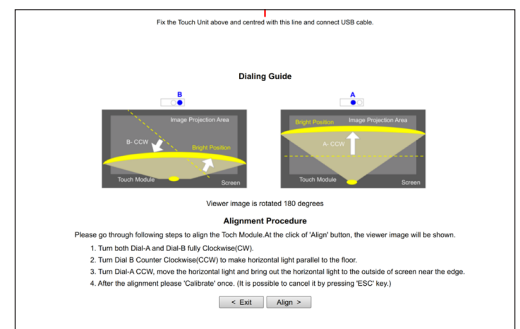 Fix the Touch Unit above and centred with this line and connect USB cable.
Dialing Guide
B
A
Image Projection Area
B- CCW
Bright Position
Touch Module
Screen
Bright Position
Image Projection Area
A- CCW
Touch Module
Screen
Viewer image is rotated 180 degrees
Alignment Procedure
Please go through following steps to align the Toch Module.At the click of 'Align' button, the viewer image will be shown.
1. Turn both Dial-A and Dial-B fully Clockwise(CW).
2. Turn Dial B Counter Clockwise(CCW) to make horizontal light parallel to the floor.
3. Turn Dial-A CCW, move the horizontal light and bring out the horizontal light to the outside of screen near the edge.
4. After the alignment please 'Calibrate' once. (It is possible to cancel it by pressing 'ESC' key.)
< Exit
Align >